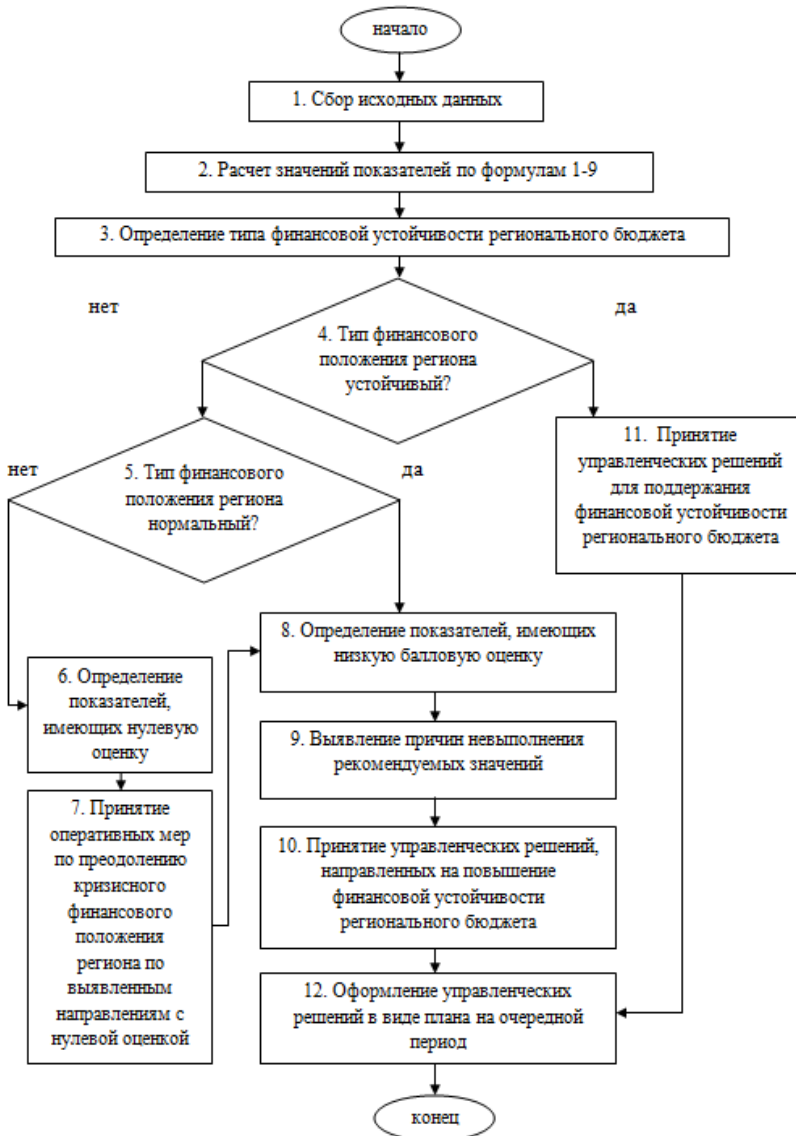 начало
1. Сбор исходных данных
2. Расчет значений показателей по формулам 1-9
3. Определение типа финансовой устойчивости регионального бюджета
нет
да
4. Тип финансового
положения региона
устойчивый?
11. Принятие
управленческих решений
для поддержания
финансовой устойчивости
регионального бюджета
нет
да
5. Тип финансового
положения региона
нормальный?
8. Определение показателей, имеющих
низкую балловую оценку
6. Определение
показателей,
имеющих нулевую
оценку
9. Выявление причин невыполнения
рекомендуемых значений
7. Принятие
оперативных мер
по преодолению
кризисного
финансового
положения
региона по
выявленным
направлениям с
нулевой оценкой
10. Принятие управленческих решений,
направленных на повышение
финансовой устойчивости
регионального бюджета
12. Оформление управленческих
решений в виде плана на очередной
период
конец